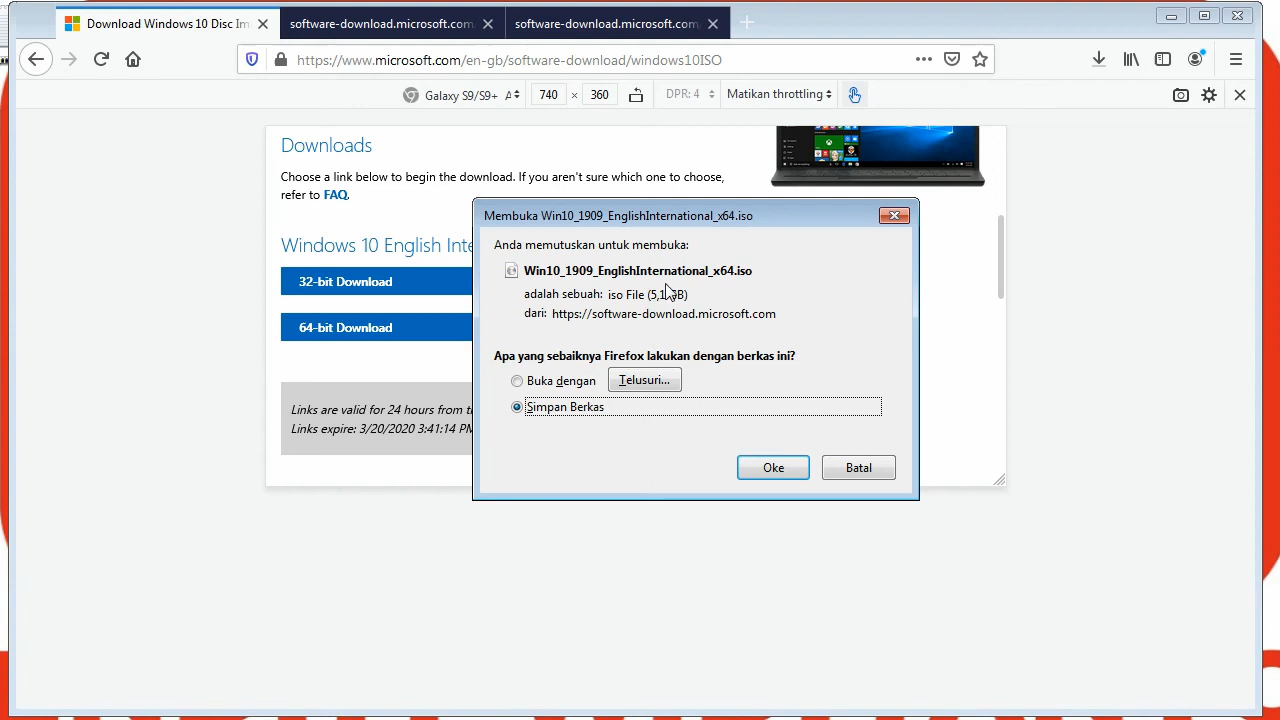 Download Windows 10 Disc Im
software-download.microsoft.com
software-download.microsoft.com
https://www.microsoft.com/en-gb/software-download/windows10ISO
Galaxy S9/S9+ A
740 × 360
DPR: 4
Matikan throttling
Downloads
Choose a link below to begin the download. If you aren't sure which one to choose,
refer to FAQ.
Windows 10 English Inte
32-bit Download
64-bit Download
Links are valid for 24 hours from t
Links expire: 3/20/2020 3:41:14 PM
Membuka Win10_1909_EnglishInternational_x64.iso
Anda memutuskan untuk membuka:
Win10_1909_EnglishInternational_x64.iso
adalah sebuah: iso File
dari: https://software-download.microsoft.com
Apa yang sebaiknya Firefox lakukan dengan berkas ini?
Buka dengan
Telusuri...
Simpan Berkas
Oke
Batal